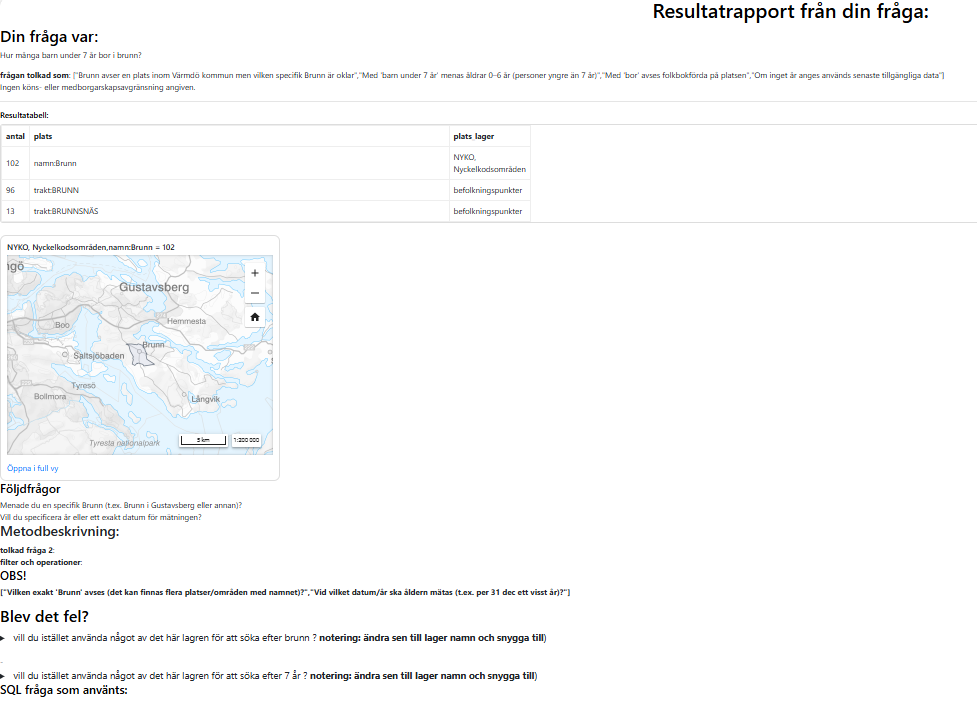 Resultatrapport från din fråga:
Din fråga var:
Hur många barn under 7 år bor i brunn?
frågan tolkad som: ["Brunn avser en plats inom Värmdö kommun men vilken specifik Brunn är oklar","Med 'barn under 7 år' menas åldrar 0–6 år (personer yngre än 7 år)","Med 'bor' avses folkbokförda på platsen","Om inget år anges används senaste tillgängliga data"]
Ingen köns- eller medborgarskapsavgränsning angiven.
Resultatabell:
antal plats plats_lager
102 namn:Brunn NYKO,
Nyckelkodsområden
96 trakt:BRUNN befolkningspunkter
13 trakt:BRUNNSNÄS befolkningspunkter
NYKO, Nyckelkodsområden,namn:Brunn = 102
ngö
+
Gustavsberg
−
Hemmesta
Boo
Brunn
Saltsjöbaden
Tyresö
Bollmora
Långvik
Tyresta nationalpark
5 km
1:200 000
Öppna i full vy
Följdfrågor
Menade du en specifik Brunn (t.ex. Brunn i Gustavsberg eller annan)?
Vill du specificera år eller ett exakt datum för mätningen?
Metodbeskrivning:
tolkad fråga 2:
filter och operationer:
OBS!
["Vilken exakt 'Brunn' avses (det kan finnas flera platser/områden med namnet)?","Vid vilket datum/år ska åldern mätas (t.ex. per 31 dec ett visst år)?"]
Blev det fel?
vill du istället använda något av det här lagren för att söka efter brunn ? notering: ändra sen till lager namn och snygga till)
vill du istället använda något av det här lagren för att söka efter 7 år ? notering: ändra sen till lager namn och snygga till)
SQL fråga som använts: